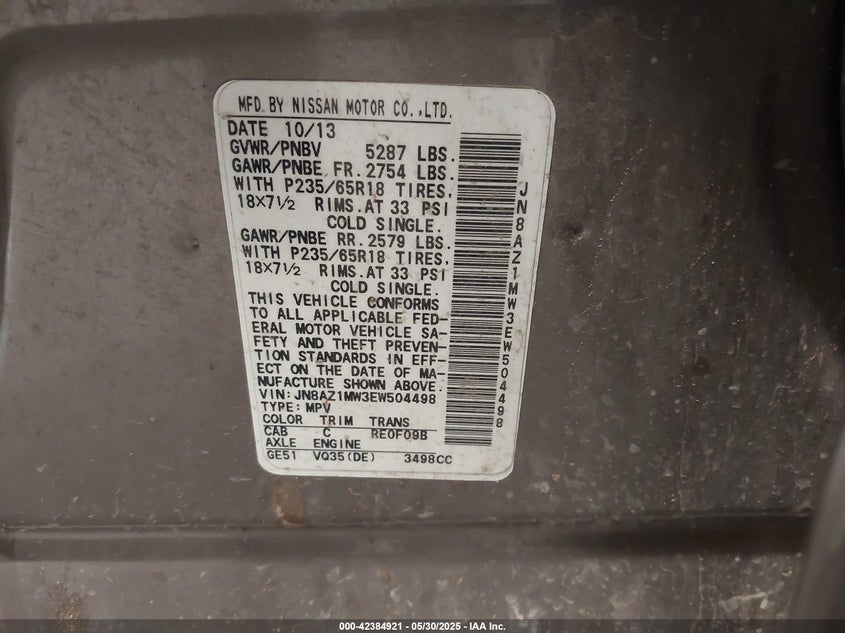 MFD. BY NISSAN MOTOR CO.,LTD.
DATE 10/13
GVWR/PNBV 5287 LBS.
GAWR/PNBE FR. 2754 LBS.
WITH P235/65R18 TIRES,
18×7½ RIMS. AT 33 PSI
COLD SINGLE.
GAWR/PNBE RR. 2579 LBS.
WITH P235/65R18 TIRES,
18×7½ RIMS. AT 33 PSI
COLD SINGLE.
THIS VEHICLE CONFORMS
TO ALL APPLICABLE FED-
ERAL MOTOR VEHICLE SA-
FETY AND THEFT PREVEN-
TION STANDARDS IN EFF-
ECT ON THE DATE OF MA-
NUFACTURE SHOWN ABOVE.
VIN: JN8AZ1MW3EW504498
TYPE: MPV
COLOR TRIM TRANS
CAB C RE0F09B
AXLE ENGINE
GE51 VQ35(DE) 3498CC
JN8AZ1MW3EW504498
000-42384921 - 05/30/2025 - IAA Inc.